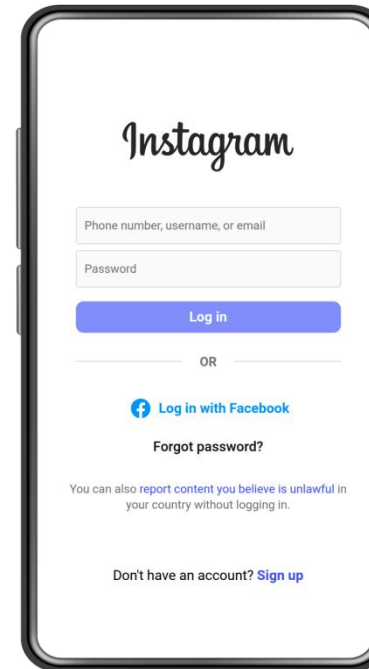 Instagram
Phone number, username, or email
Password
Log in
OR
Log in with Facebook
Forgot password?
You can also report content you believe is unlawful in
your country without logging in.
Don't have an account? Sign up